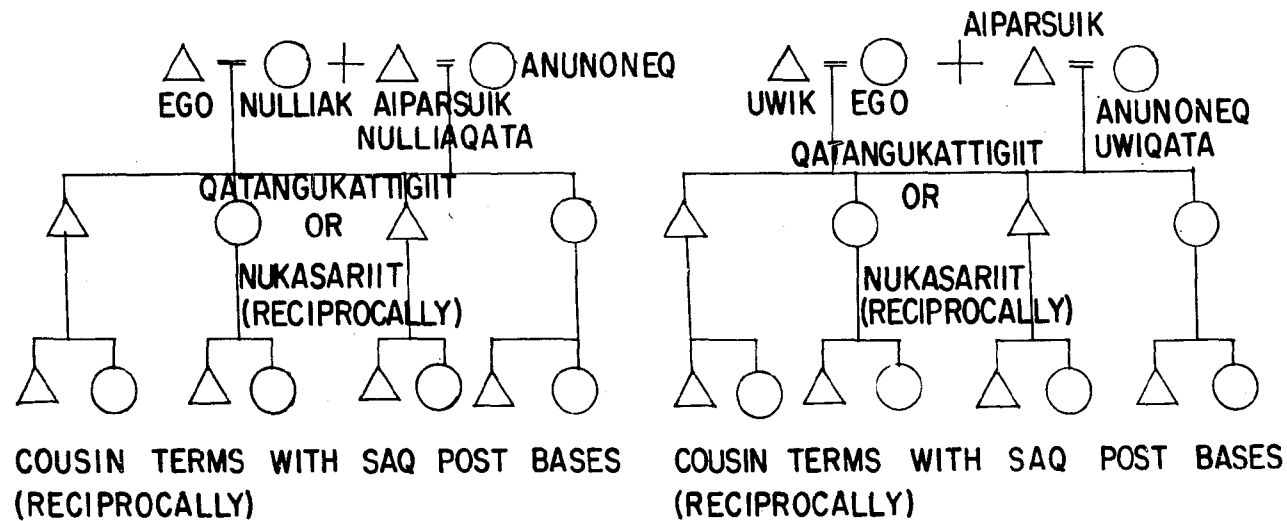 ANUNONEQ
EGO NULLIAK AIPARSUIK
NULLIAQATA
QATANGUKATTIGIIT
OR
NUKASARIIT
(RECIPROCALLY)
COUSIN TERMS WITH SAQ POST BASES
(RECIPROCALLY)
AIPARSUIK
UWIK EGO
ANUNONEQ
UWIQATA
QATANGUKATTIGIIT
OR
NUKASARIIT
(RECIPROCALLY)
COUSIN TERMS WITH SAQ POST BASES
(RECIPROCALLY)